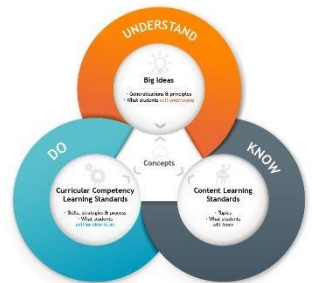 UNDERSTAND
Big Ideas
• Generalizations & principles
• What students will understand
DO
KNOW
Concepts
Curricular Competency
Learning Standards
• Skills, strategies & process
• What students
will be able to do
Content Learning
Standards
• Topics
• What students
will know